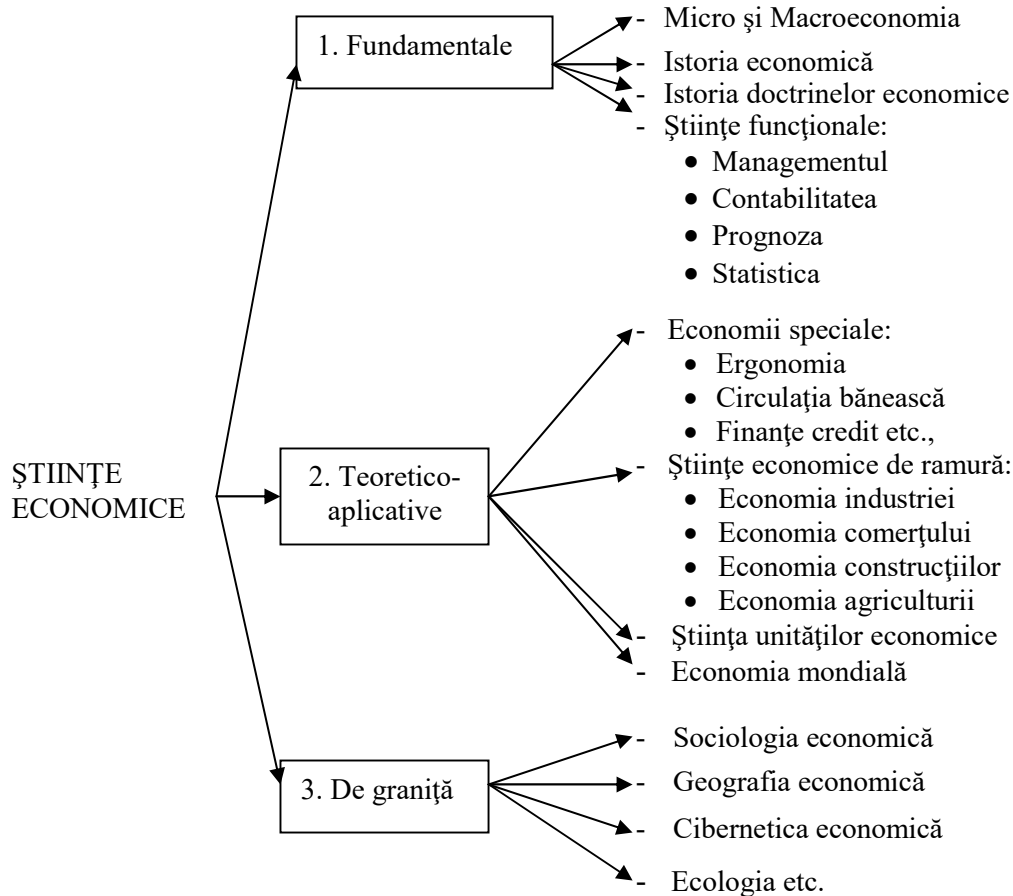 1. Fundamentale
- Micro şi Macroeconomia
- Istoria economică
- Istoria doctrinelor economice
- Ştiinţe funcţionale:
• Managementul
• Contabilitatea
• Prognoza
• Statistica
ŞTIINŢE
ECONOMICE
2. Teoretico-
aplicative
- Economii speciale:
• Ergonomia
• Circulaţia bănească
• Finanţe credit etc.,
- Ştiinţe economice de ramură:
• Economia industriei
• Economia comerţului
• Economia construcţiilor
• Economia agriculturii
- Ştiinţa unităţilor economice
- Economia mondială
3. De graniţă
- Sociologia economică
- Geografia economică
- Cibernetica economică
- Ecologia etc.